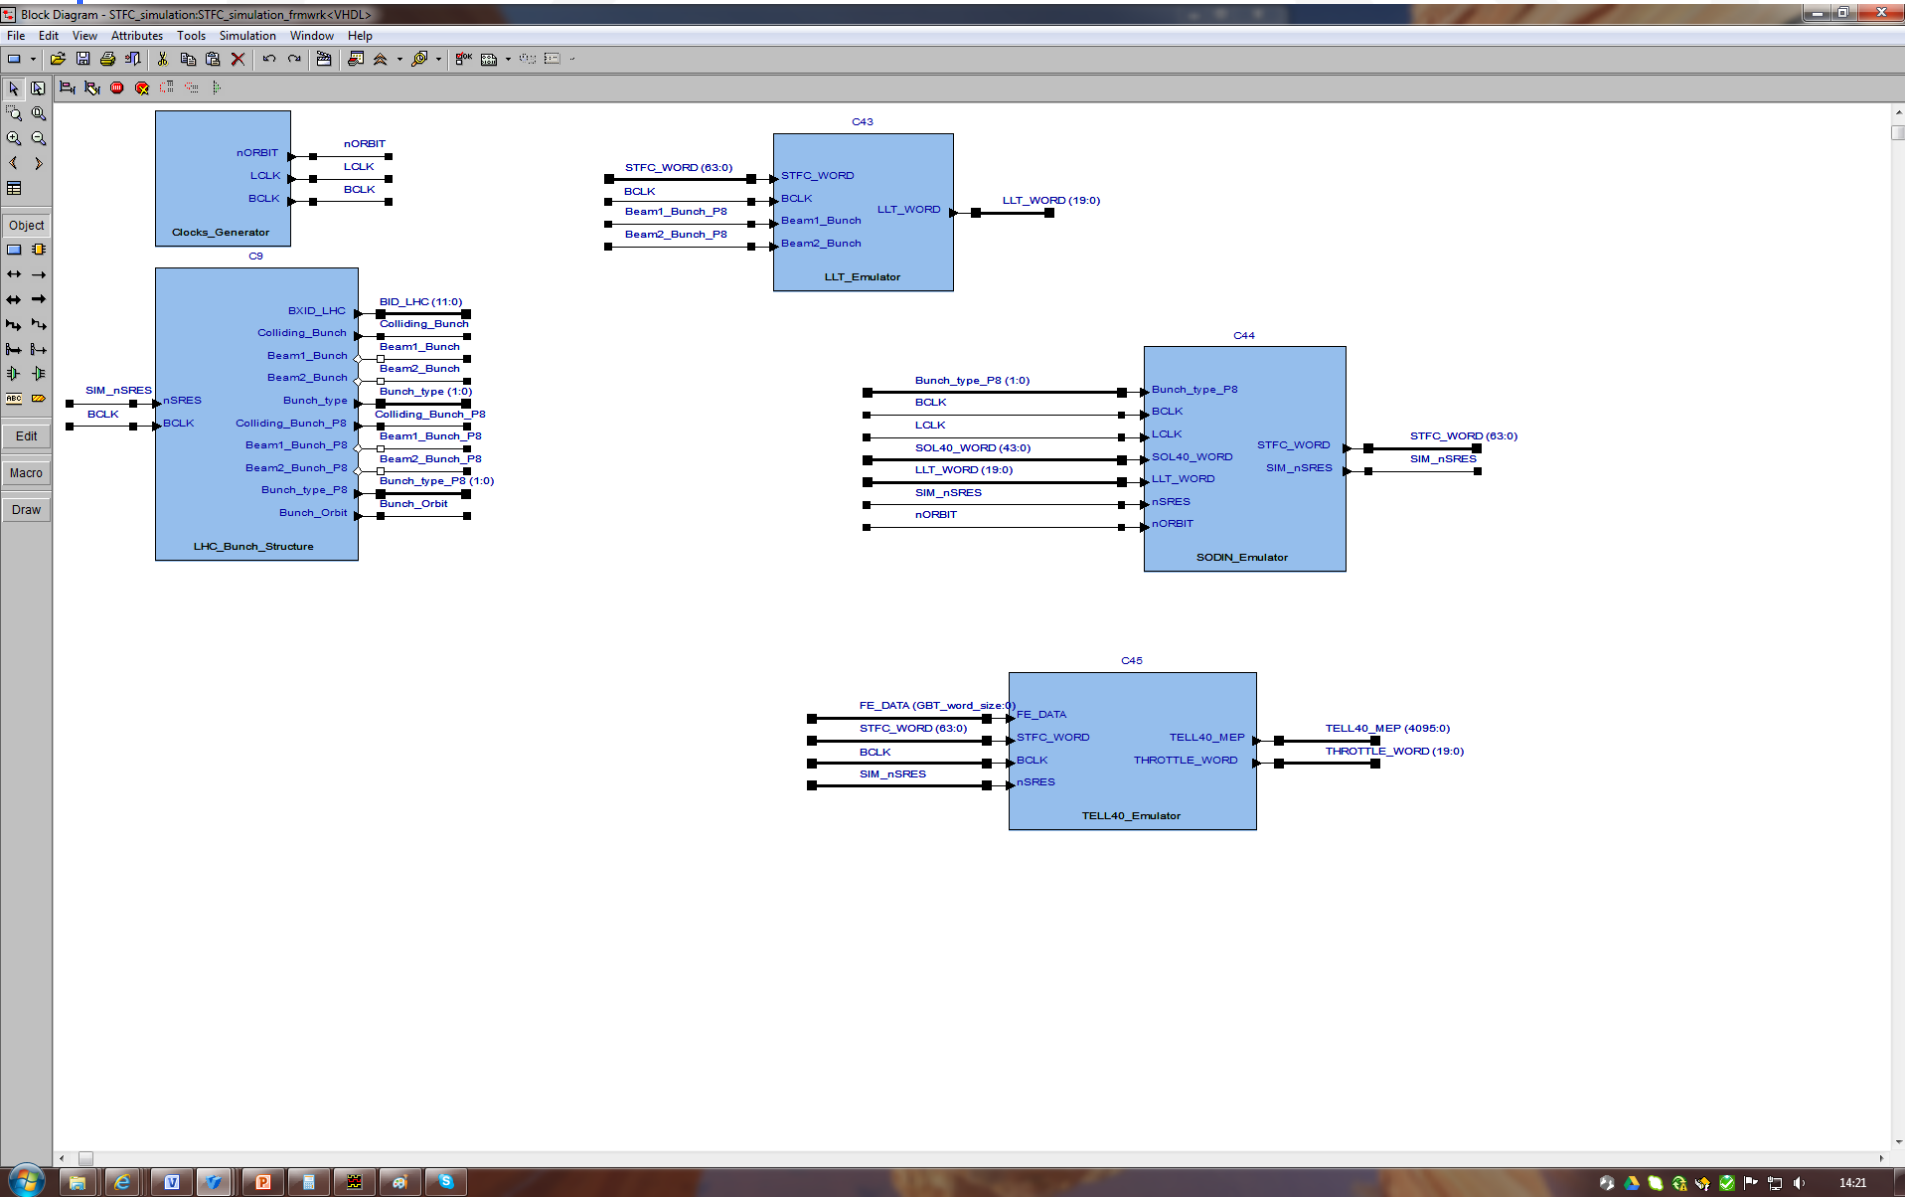 Block Diagram - STFC_simulation:STFC_simulation_frmwrk<VHDL>
File Edit View Attributes Tools Simulation Window Help
Object
Edit
Macro
Draw
nORBIT
LCLK
BCLK
Clocks_Generator
nORBIT
LCLK
BCLK
C9
SIM_nSRES
BCLK
nSRES
BCLK
BXID_LHC
Colliding_Bunch
Beam1_Bunch
Beam2_Bunch
Bunch_type
Colliding_Bunch_P8
Beam1_Bunch_P8
Beam2_Bunch_P8
Bunch_type_P8
Bunch_Orbit
LHC_Bunch_Structure
BID_LHC (11:0)
Colliding_Bunch
Beam1_Bunch
Beam2_Bunch
Bunch_type (1:0)
Colliding_Bunch_P8
Beam1_Bunch_P8
Beam2_Bunch_P8
Bunch_type_P8 (1:0)
Bunch_Orbit
C43
STFC_WORD (63:0)
BCLK
Beam1_Bunch_P8
Beam2_Bunch_P8
STFC_WORD
BCLK
Beam1_Bunch
Beam2_Bunch
LLT_WORD
LLT_Emulator
LLT_WORD (19:0)
C44
Bunch_type_P8 (1:0)
BCLK
LCLK
SOL40_WORD (43:0)
LLT_WORD (19:0)
SIM_nSRES
nORBIT
Bunch_type_P8
BCLK
LCLK
SOL40_WORD
LLT_WORD
nSRES
nORBIT
STFC_WORD
SIM_nSRES
SODIN_Emulator
STFC_WORD (63:0)
SIM_nSRES
C45
FE_DATA (GBT_word_size:0)
STFC_WORD (63:0)
BCLK
SIM_nSRES
FE_DATA
STFC_WORD
BCLK
nSRES
TELL40_MEP
THROTTLE_WORD
TELL40_Emulator
TELL40_MEP (4095:0)
THROTTLE_WORD (19:0)
14:21